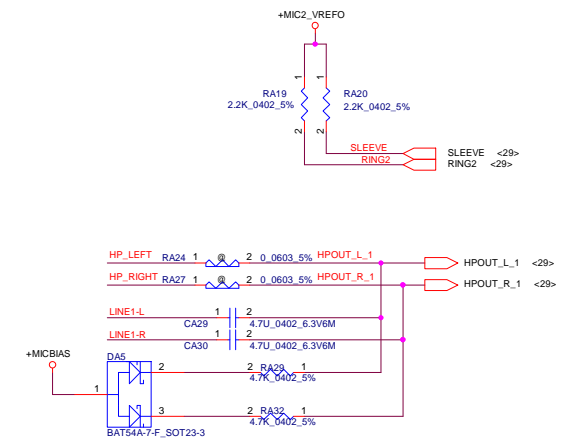 +MIC2_VREFO
1 1
RA19 RA20
2.2K_0402_5% 2.2K_0402_5%
2 2
SLEEVE SLEEVE <29>
RING2 RING2 <29>
HP_LEFT RA24 1 @ 2 0_0603_5% HPOUT_L_1 HPOUT_L_1 <29>
HP_RIGHT RA27 1 @ 2 0_0603_5% HPOUT_R_1 HPOUT_R_1 <29>
LINE1-L 1 2
CA29 4.7U_0402_6.3V6M
LINE1-R 1 2
CA30 4.7U_0402_6.3V6M
+MICBIAS
DA5
2 2 RA29 1
4.7K_0402_5%
1
3 2 RA32 1
4.7K_0402_5%
BAT54A-7-F_SOT23-3